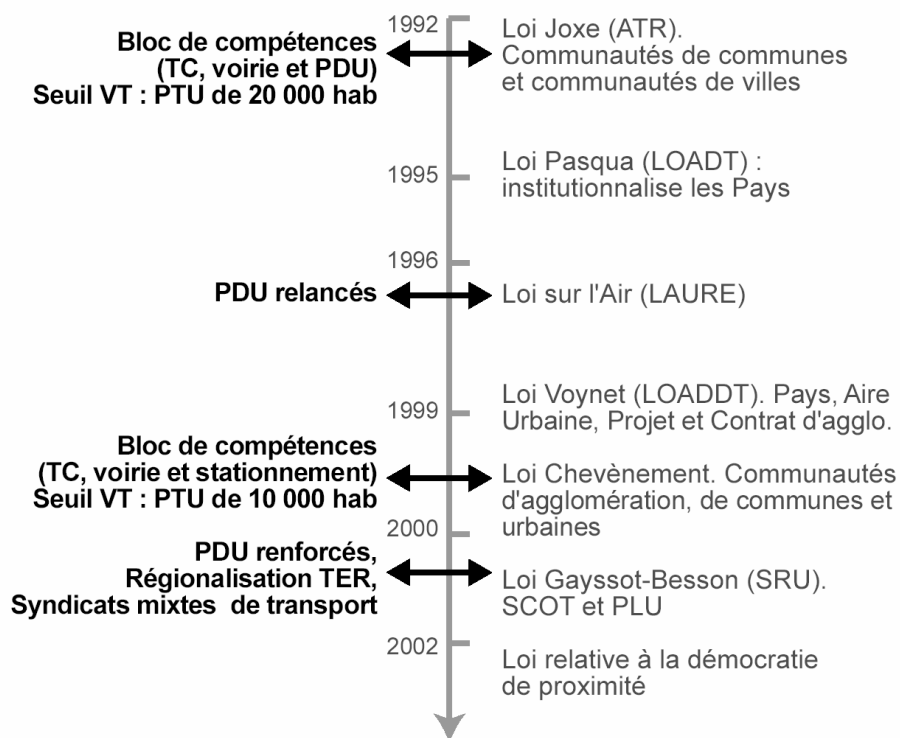 1992
Bloc de compétences
(TC, voirie et PDU)
Seuil VT : PTU de 20 000 hab
Loi Joxe (ATR).
Communautés de communes
et communautés de villes
1995
Loi Pasqua (LOADT) :
institutionnalise les Pays
1996
PDU relancés
Loi sur l'Air (LAURE)
1999
Loi Voynet (LOADDT). Pays, Aire
Urbaine, Projet et Contrat d'agglo.
Bloc de compétences
(TC, voirie et stationnement)
Seuil VT : PTU de 10 000 hab
Loi Chevènement. Communautés
d'agglomération, de communes et
urbaines
2000
PDU renforcés,
Régionalisation TER,
Syndicats mixtes de transport
Loi Gayssot-Besson (SRU).
SCOT et PLU
2002
Loi relative à la démocratie
de proximité